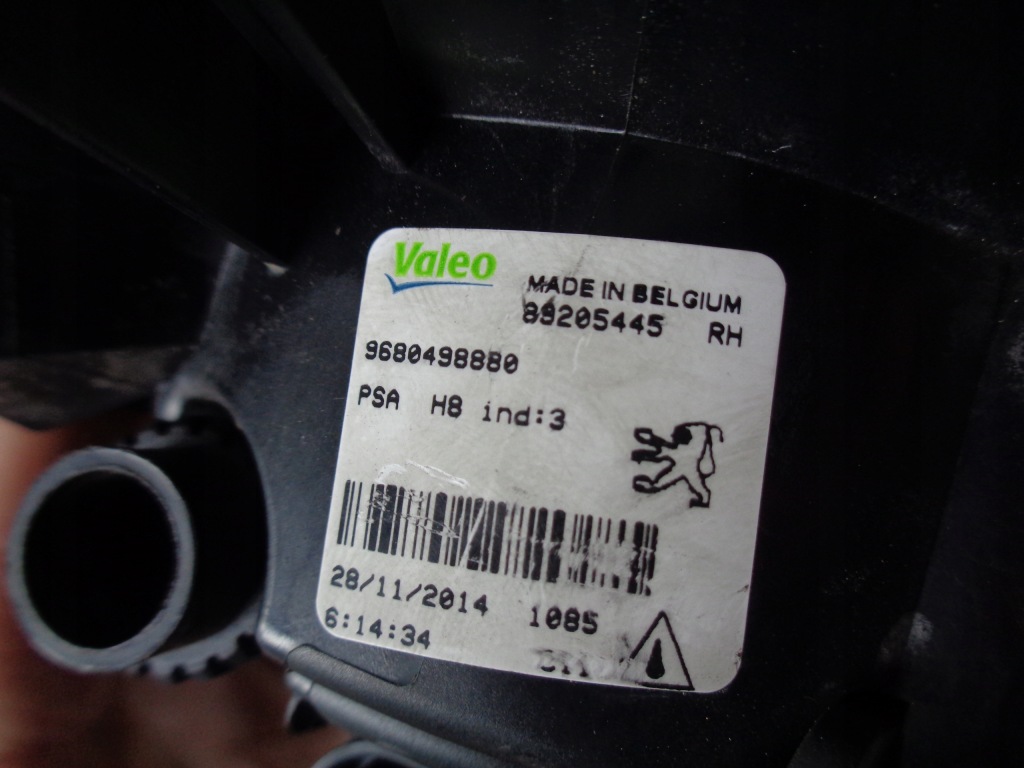 Valeo
MADE IN BELGIUM
89205445 RH
9680498880
PSA H8 ind:3
28/11/2014 1085
6:14:34